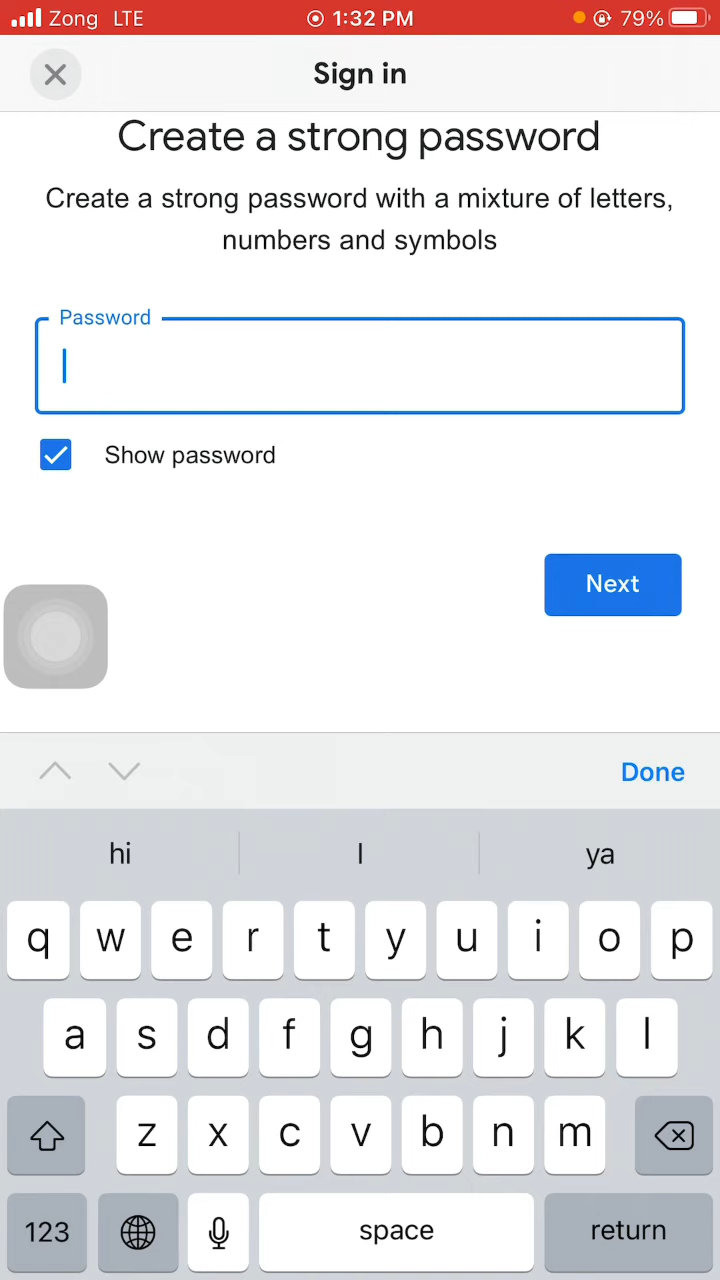 Zong LTE 1:32 PM 79%
Sign in
Create a strong password
Create a strong password with a mixture of letters,
numbers and symbols
Password
Show password
Next
Done
hi I ya
q w e r t y u i o p
a s d f g h j k l
z x c v b n m
123 space return